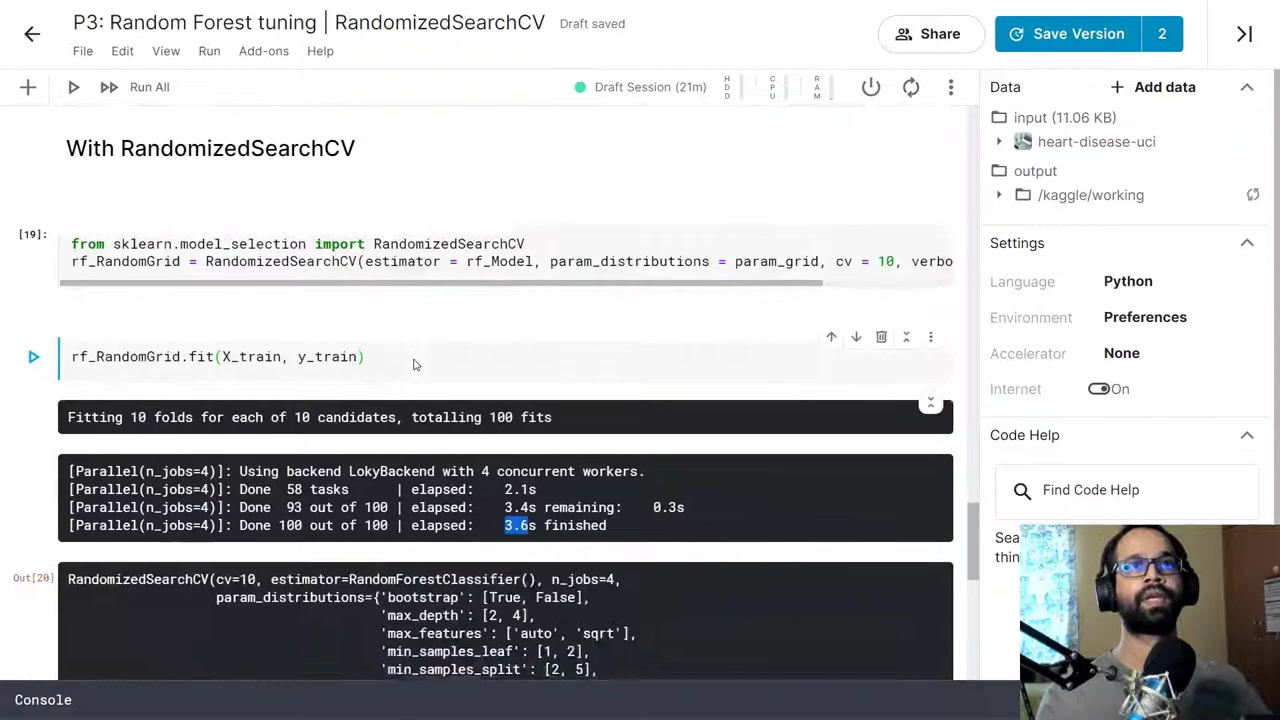 P3: Random Forest tuning | RandomizedSearchCV
Draft saved
File Edit View Run Add-ons Help
Share
Save Version 2
Run All
Draft Session (21m)
HDD
CPU
RAM
With RandomizedSearchCV
[19]:
from sklearn.model_selection import RandomizedSearchCV
rf_RandomGrid = RandomizedSearchCV(estimator = rf_Model, param_distributions = param_grid, cv = 10, verbo
rf_RandomGrid.fit(X_train, y_train)
Fitting 10 folds for each of 10 candidates, totalling 100 fits
[Parallel(n_jobs=4)]: Using backend LokyBackend with 4 concurrent workers.
[Parallel(n_jobs=4)]: Done 58 tasks | elapsed: 2.1s
[Parallel(n_jobs=4)]: Done 93 out of 100 | elapsed: 3.4s remaining: 0.3s
[Parallel(n_jobs=4)]: Done 100 out of 100 | elapsed: 3.6s finished
Out[20]
RandomizedSearchCV(cv=10, estimator=RandomForestClassifier(), n_jobs=4,
param_distributions={'bootstrap': [True, False],
'max_depth': [2, 4],
'max_features': ['auto', 'sqrt'],
'min_samples_leaf': [1, 2],
'min_samples_split': [2, 5],
Console
Data
Add data
input (11.06 KB)
heart-disease-uci
output
/kaggle/working
Settings
Language Python
Environment Preferences
Accelerator None
Internet On
Code Help
Find Code Help
Sea
thin